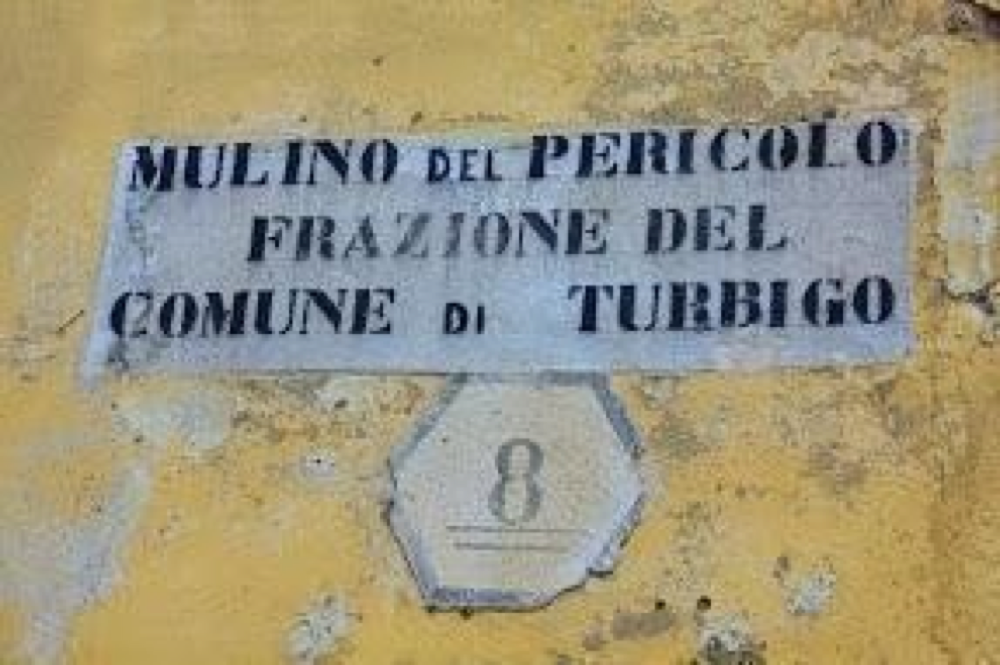 MULINO DEL PERICOLO
FRAZIONE DEL
COMUNE DI TURBIGO
8